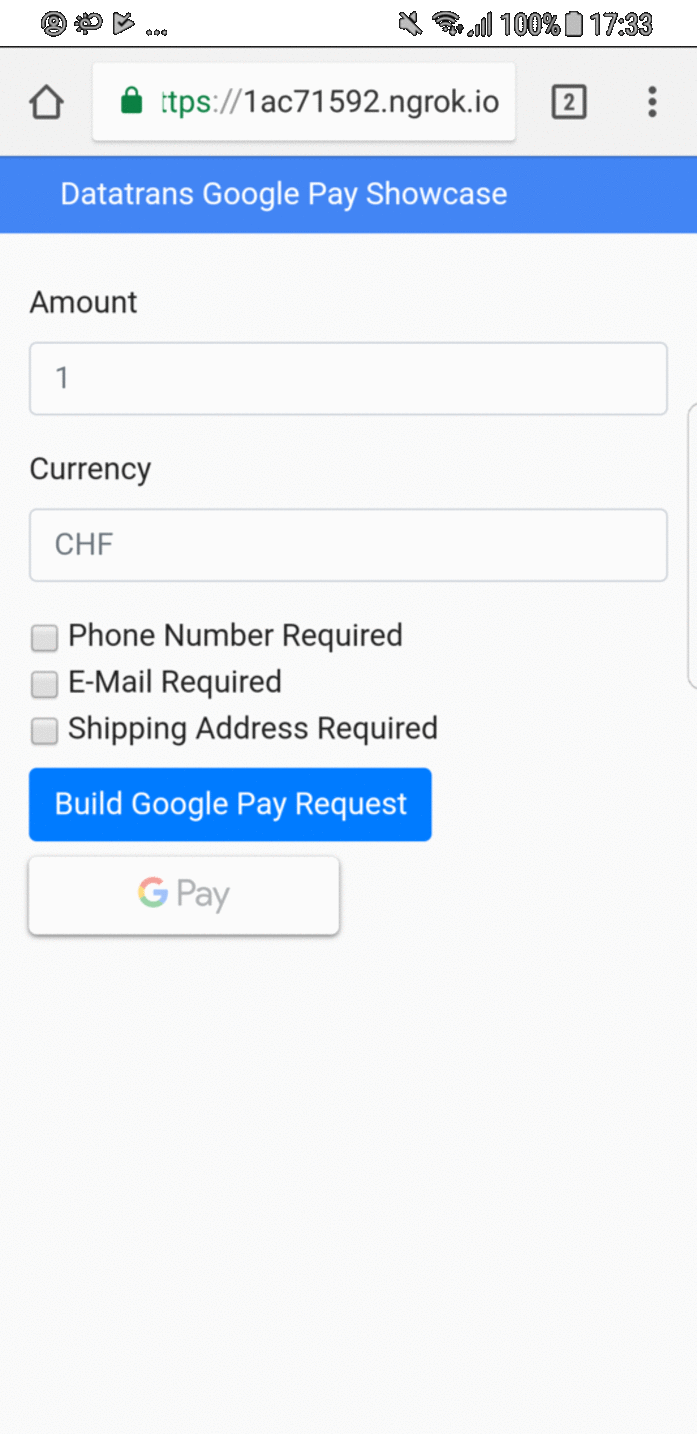 ... 100% 17:33
ttps://1ac71592.ngrok.io 2
Datatrans Google Pay Showcase
Amount
1
Currency
CHF
Phone Number Required
E-Mail Required
Shipping Address Required
Build Google Pay Request
G Pay